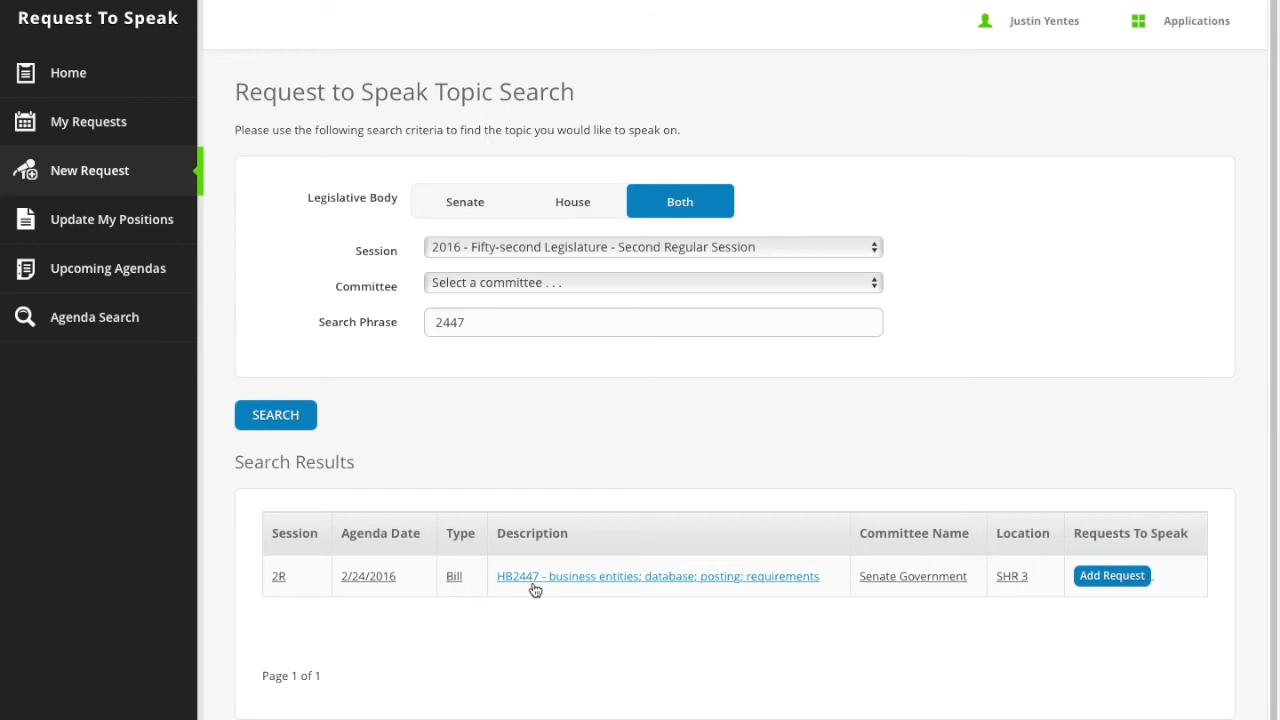 Request To Speak
Justin Yentes
Applications
Home
My Requests
New Request
Update My Positions
Upcoming Agendas
Agenda Search
Request to Speak Topic Search
Please use the following search criteria to find the topic you would like to speak on.
Legislative Body Senate House Both
Session 2016 - Fifty-second Legislature - Second Regular Session
Committee Select a committee . . .
Search Phrase 2447
SEARCH
Search Results
Session Agenda Date Type Description Committee Name Location Requests To Speak
2R 2/24/2016 Bill HB2447 - business entities; database; posting; requirements Senate Government SHR 3 Add Request
Page 1 of 1